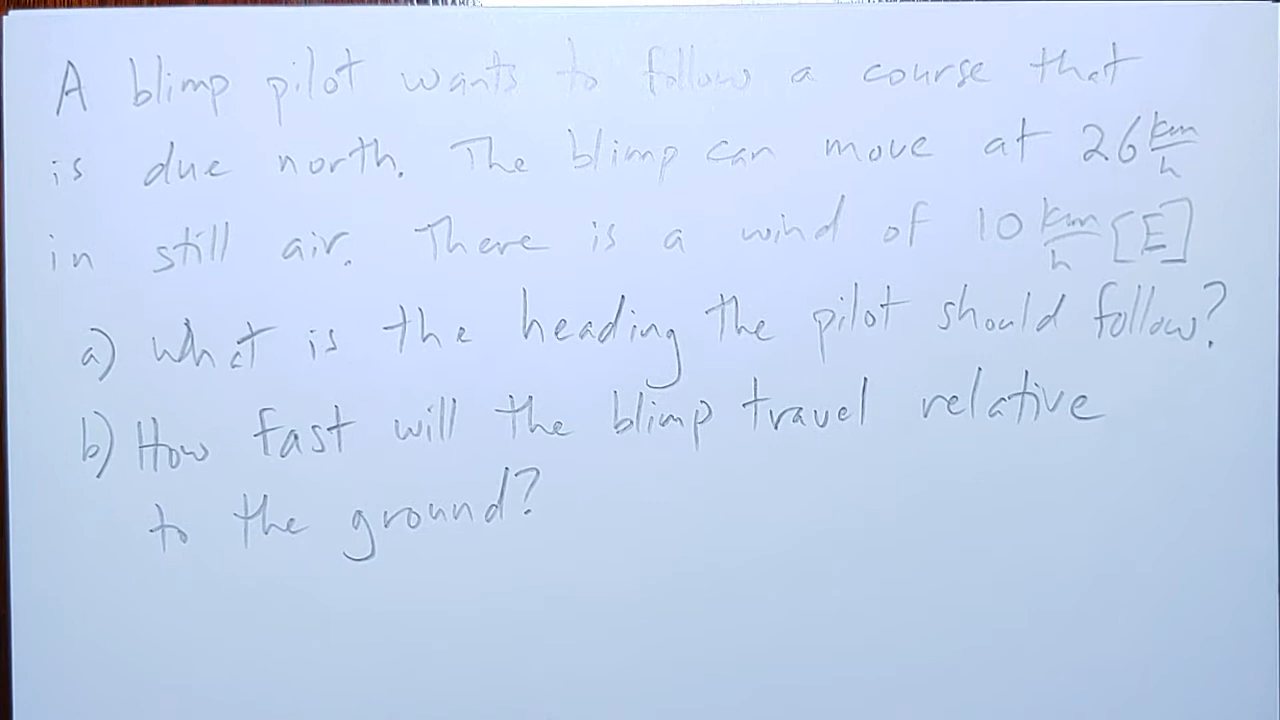 A blimp pilot wants to follow a course that
is due north. The blimp can move at 26 km/h
in still air. There is a wind of 10 km/h [E]
a) What is the heading the pilot should follow?
b) How fast will the blimp travel relative
to the ground?